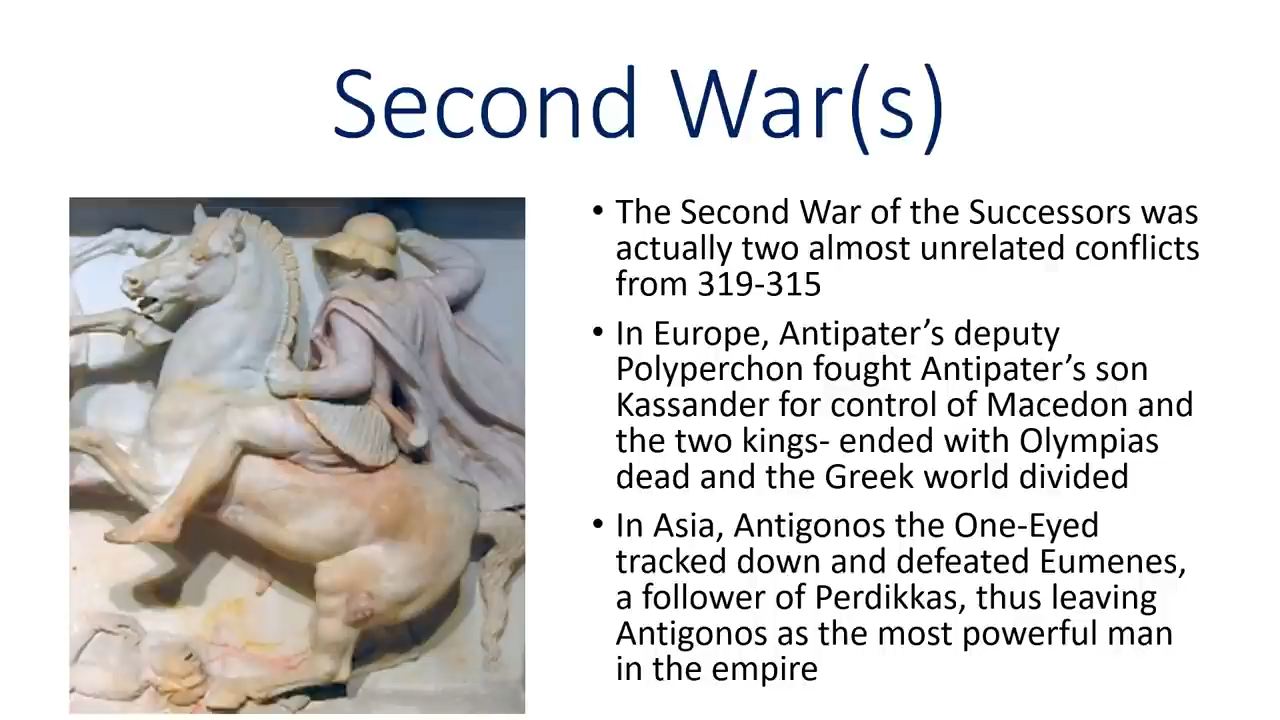 Second War(s)
• The Second War of the Successors was
actually two almost unrelated conflicts
from 319-315
• In Europe, Antipater’s deputy
Polyperchon fought Antipater’s son
Kassander for control of Macedon and
the two kings- ended with Olympias
dead and the Greek world divided
• In Asia, Antigonos the One-Eyed
tracked down and defeated Eumenes,
a follower of Perdikkas, thus leaving
Antigonos as the most powerful man
in the empire